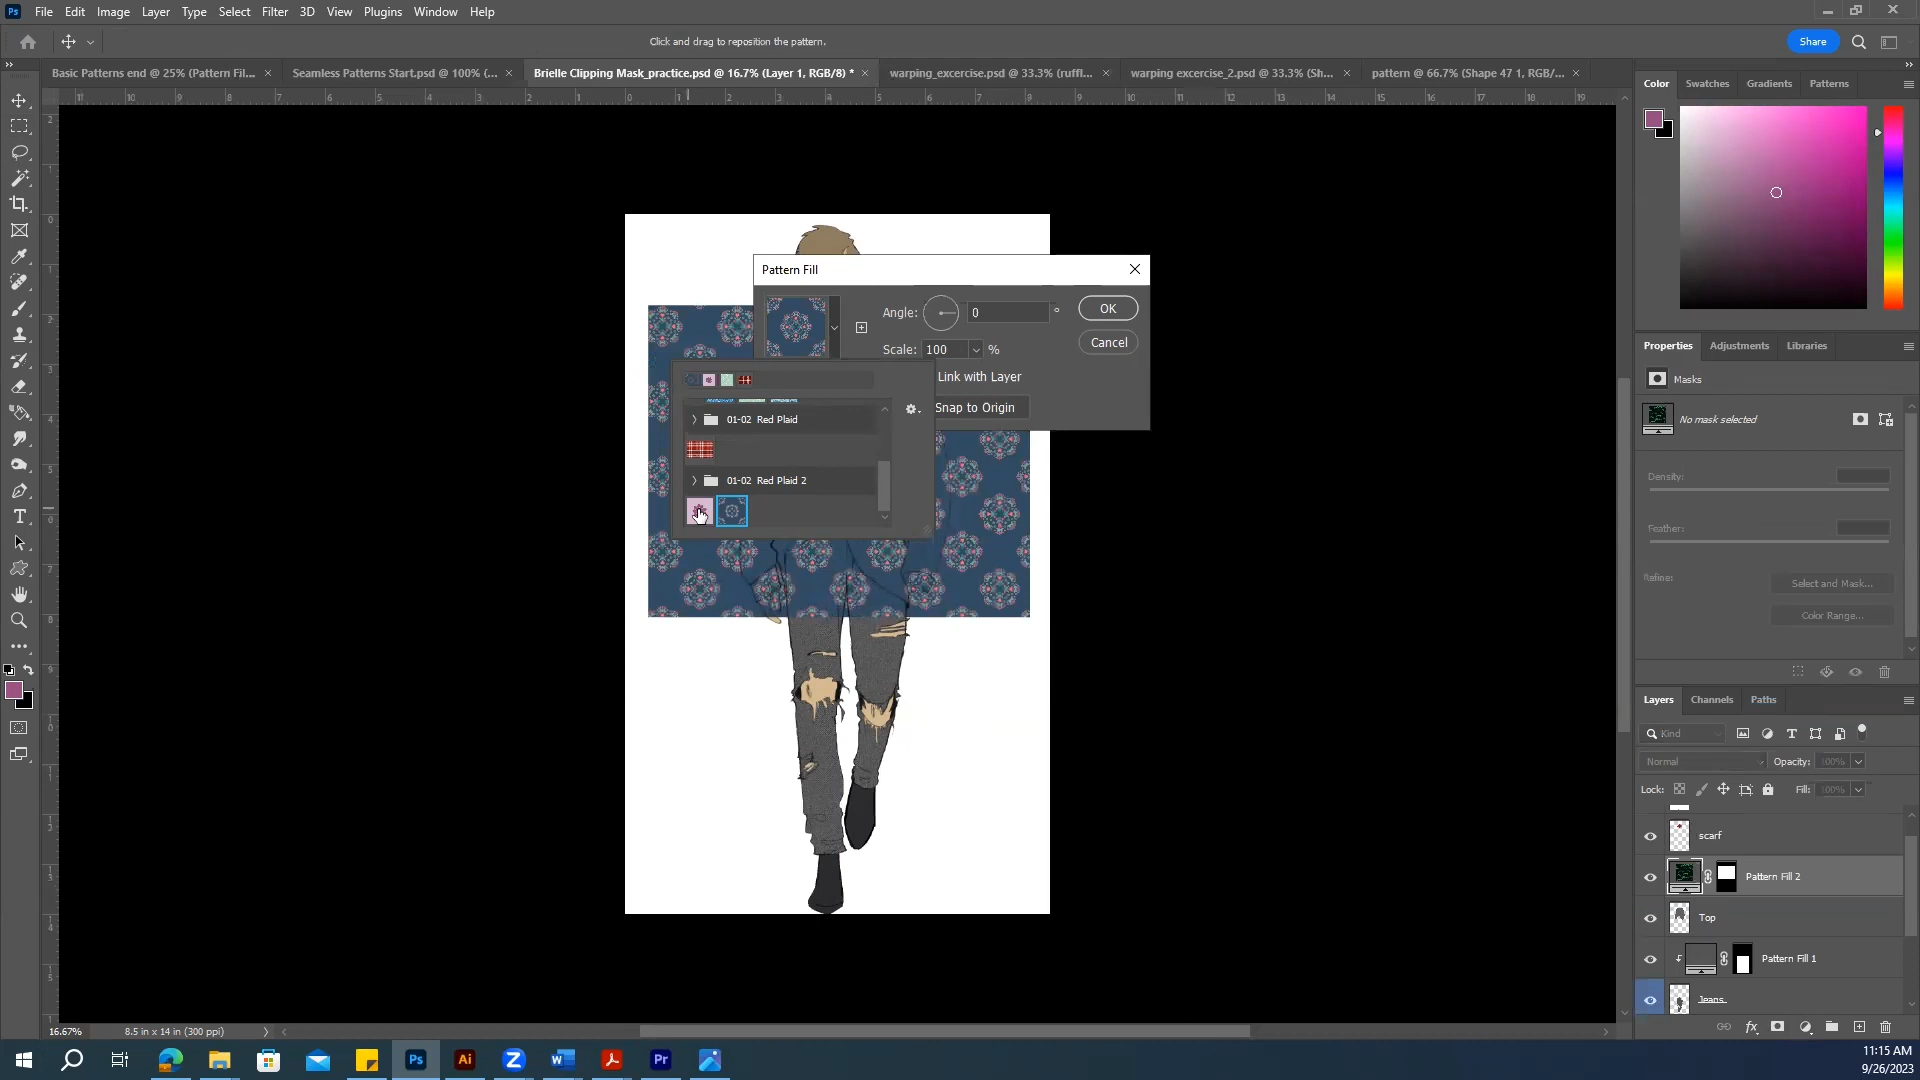 Ps File Edit Image Layer Type Select Filter 3D View Plugins Window Help
Click and drag to reposition the pattern.
Share
Basic Patterns end @ 25% (Pattern Fil... × Seamless Patterns Start.psd @ 100% (... × Brielle Clipping Mask_practice.psd @ 16.7% (Layer 1, RGB/8) * × warping_excercise.psd @ 33.3% (ruffl... × warping excercise_2.psd @ 33.3% (Sh... × pattern @ 66.7% (Shape 47 1, RGB/... ×
Color Swatches Gradients Patterns
Pattern Fill
Angle: 0 °
OK
Scale: 100 %
Cancel
Link with Layer
Snap to Origin
01-02 Red Plaid
01-02 Red Plaid 2
Properties Adjustments Libraries
Masks
No mask selected
Density:
Feather:
Refine: Select and Mask...
Color Range...
Layers Channels Paths
Kind
Normal Opacity: 100%
Lock: Fill: 100%
scarf
Pattern Fill 2
Top
Pattern Fill 1
Jeans
16.67% 8.5 in x 14 in (300 ppi)
Ps Ai Z W Pr
11:15 AM
9/26/2023